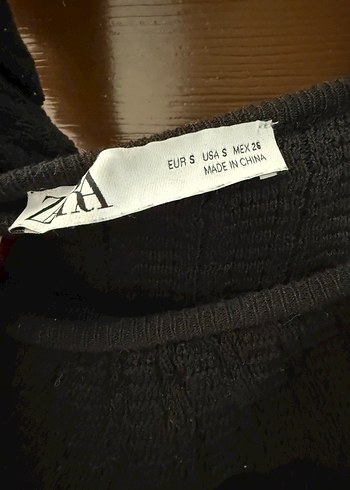 ZARA
EUR S USA S MEX 26
MADE IN CHINA